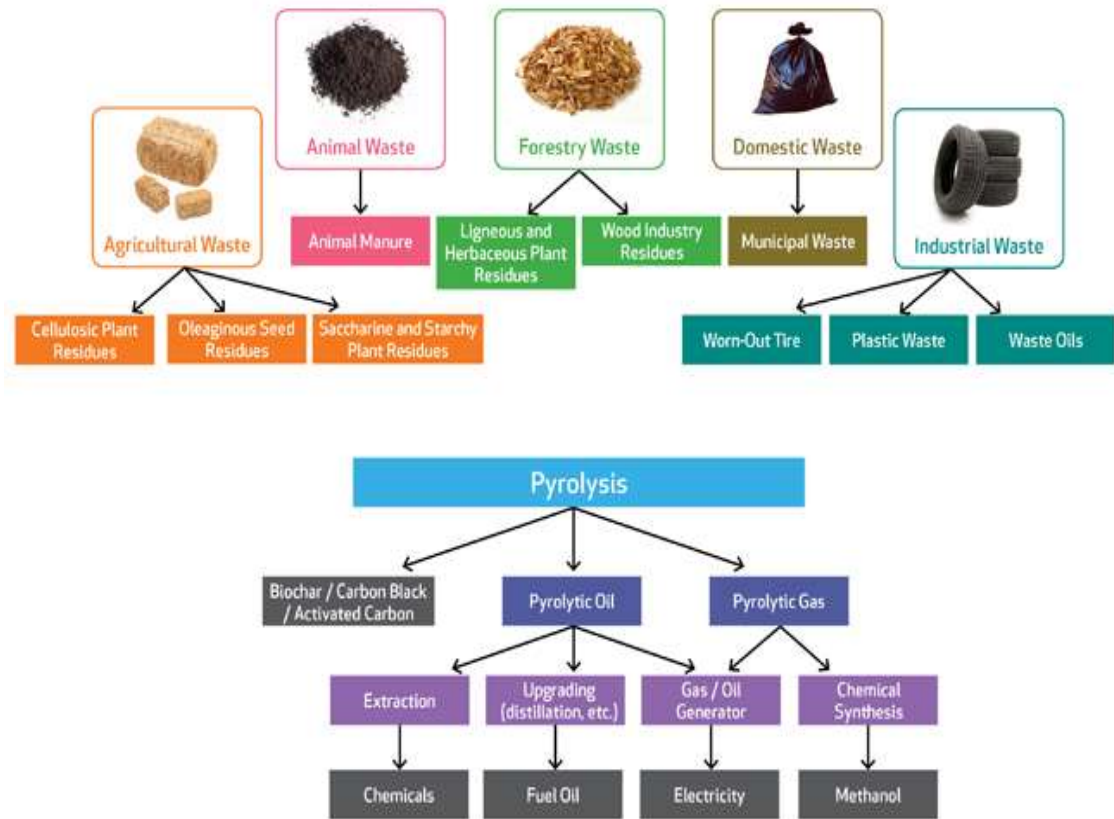 Animal Waste
Forestry Waste
Domestic Waste
Agricultural Waste
Industrial Waste
Animal Manure
Ligneous and
Herbaceous Plant
Residues
Wood Industry
Residues
Municipal Waste
Cellulosic Plant
Residues
Oleaginous Seed
Residues
Saccharine and Starchy
Plant Residues
Worn-Out Tire
Plastic Waste
Waste Oils
Pyrolysis
Biochar / Carbon Black
/ Activated Carbon
Pyrolytic Oil
Pyrolytic Gas
Extraction
Upgrading
(distillation, etc.)
Gas / Oil
Generator
Chemical
Synthesis
Chemicals
Fuel Oil
Electricity
Methanol